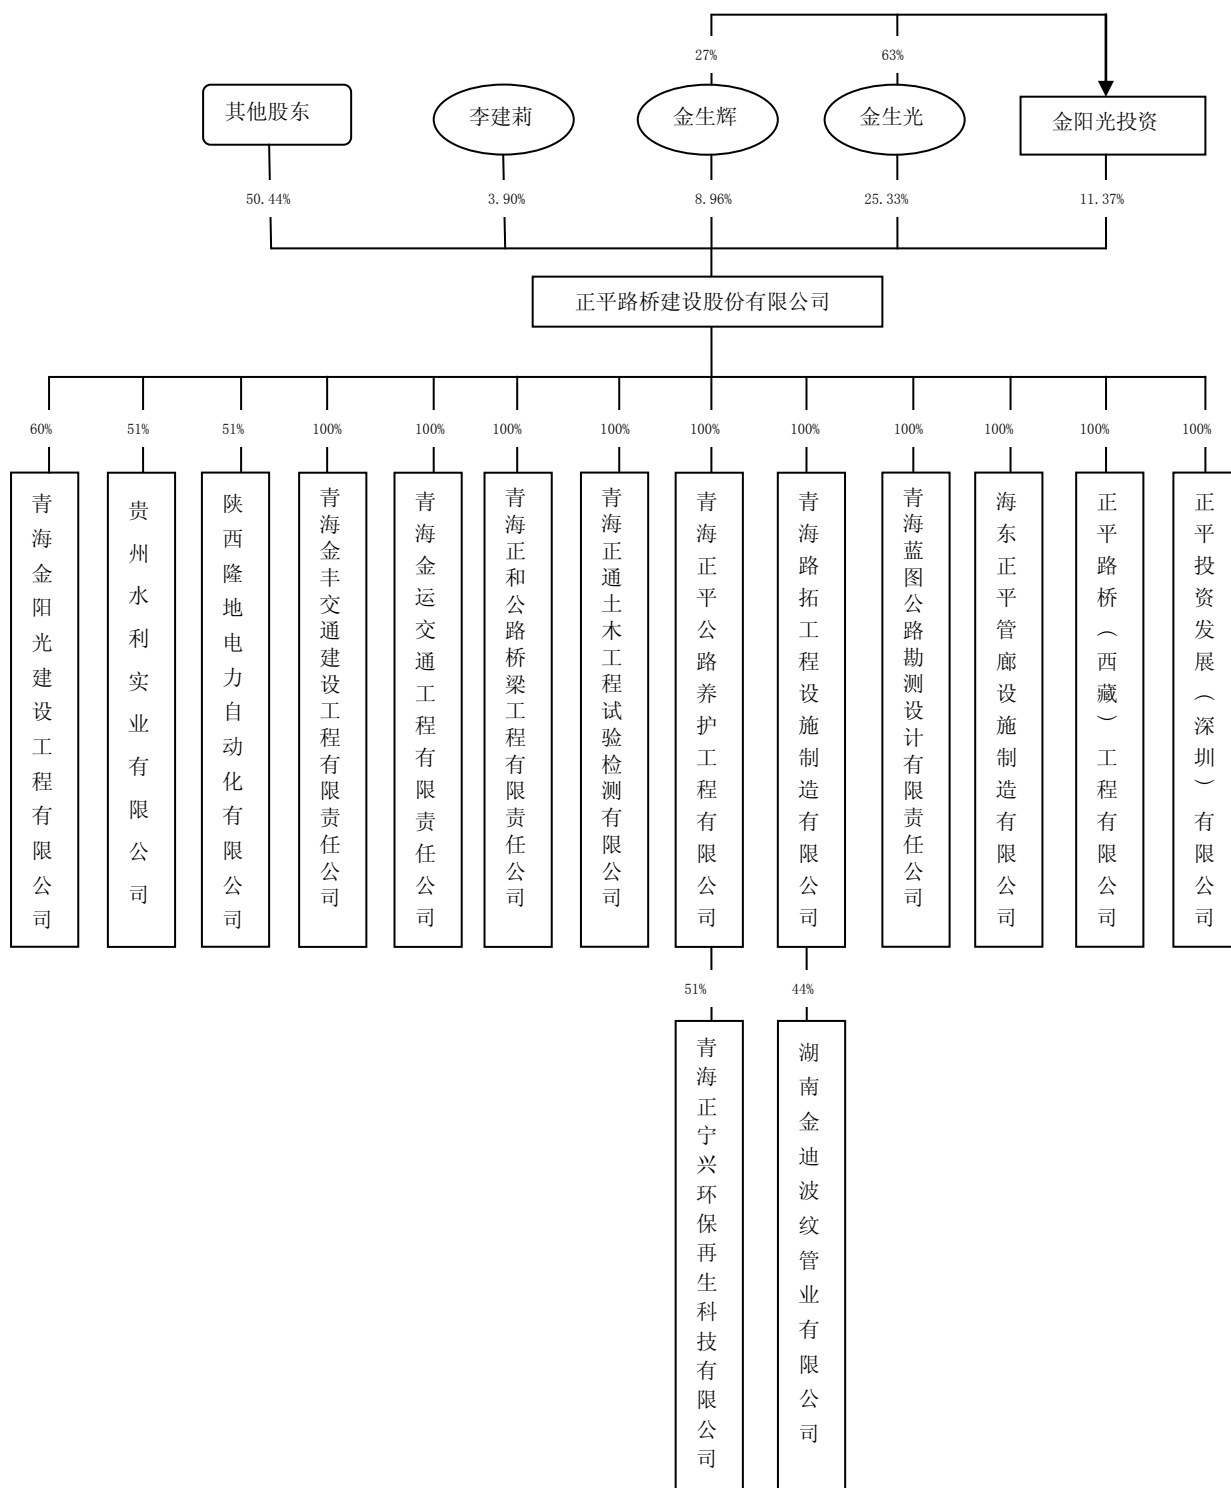 27%
63%
其他股东
李建莉
金生辉
金生光
金阳光投资
50.44%
3.90%
8.96%
25.33%
11.37%
正平路桥建设股份有限公司
60%
51%
51%
100%
100%
100%
100%
100%
100%
100%
100%
100%
100%
青海金阳光建设工程有限公司
贵州水利实业有限公司
陕西隆地电力自动化有限公司
青海金丰交通建设工程有限责任公司
青海金运交通工程有限责任公司
青海正和公路桥梁工程有限责任公司
青海正通土木工程试验检测有限公司
青海正平公路养护工程有限公司
青海路拓工程设施制造有限公司
青海蓝图公路勘测设计有限责任公司
海东正平管廊设施制造有限公司
正平路桥（西藏）工程有限公司
正平投资发展（深圳）有限公司
51%
44%
青海正宁兴环保再生科技有限公司
湖南金迪波纹管业有限公司